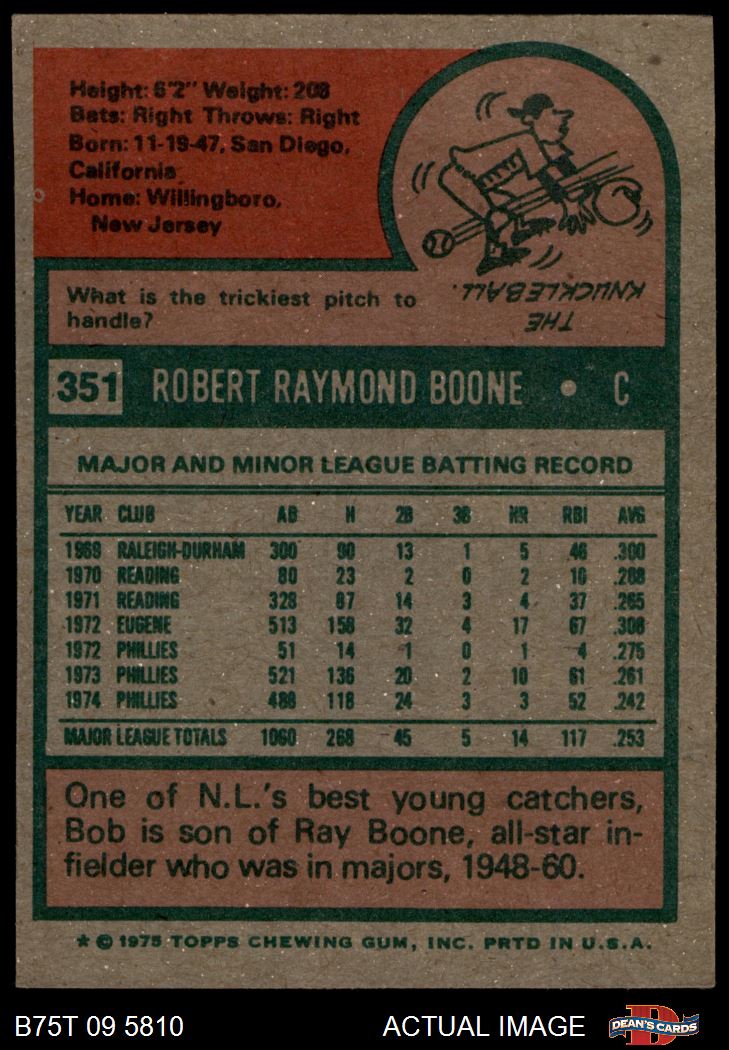 Height: 6'2" Weight: 208
Bats: Right Throws: Right
Born: 11-19-47, San Diego,
California
Home: Willingboro,
New Jersey
What is the trickiest pitch to
handle?
THE
KNUCKLEBALL.
351 ROBERT RAYMOND BOONE • C
MAJOR AND MINOR LEAGUE BATTING RECORD
YEAR CLUB AB H 2B 3B HR RBI AVG
1969 RALEIGH-DURHAM 300 90 13 1 5 46 .300
1970 READING 80 23 2 0 2 10 .288
1971 READING 328 87 14 3 4 37 .265
1972 EUGENE 513 158 32 4 17 67 .308
1972 PHILLIES 51 14 1 0 1 4 .275
1973 PHILLIES 521 136 20 2 10 61 .261
1974 PHILLIES 488 118 24 3 3 52 .242
MAJOR LEAGUE TOTALS 1060 268 45 5 14 117 .253
One of N.L.'s best young catchers,
Bob is son of Ray Boone, all-star in-
fielder who was in majors, 1948-60.
* © 1975 TOPPS CHEWING GUM, INC. PRTD IN U.S.A.
B75T 09 5810 ACTUAL IMAGE D DEAN'S CARDS